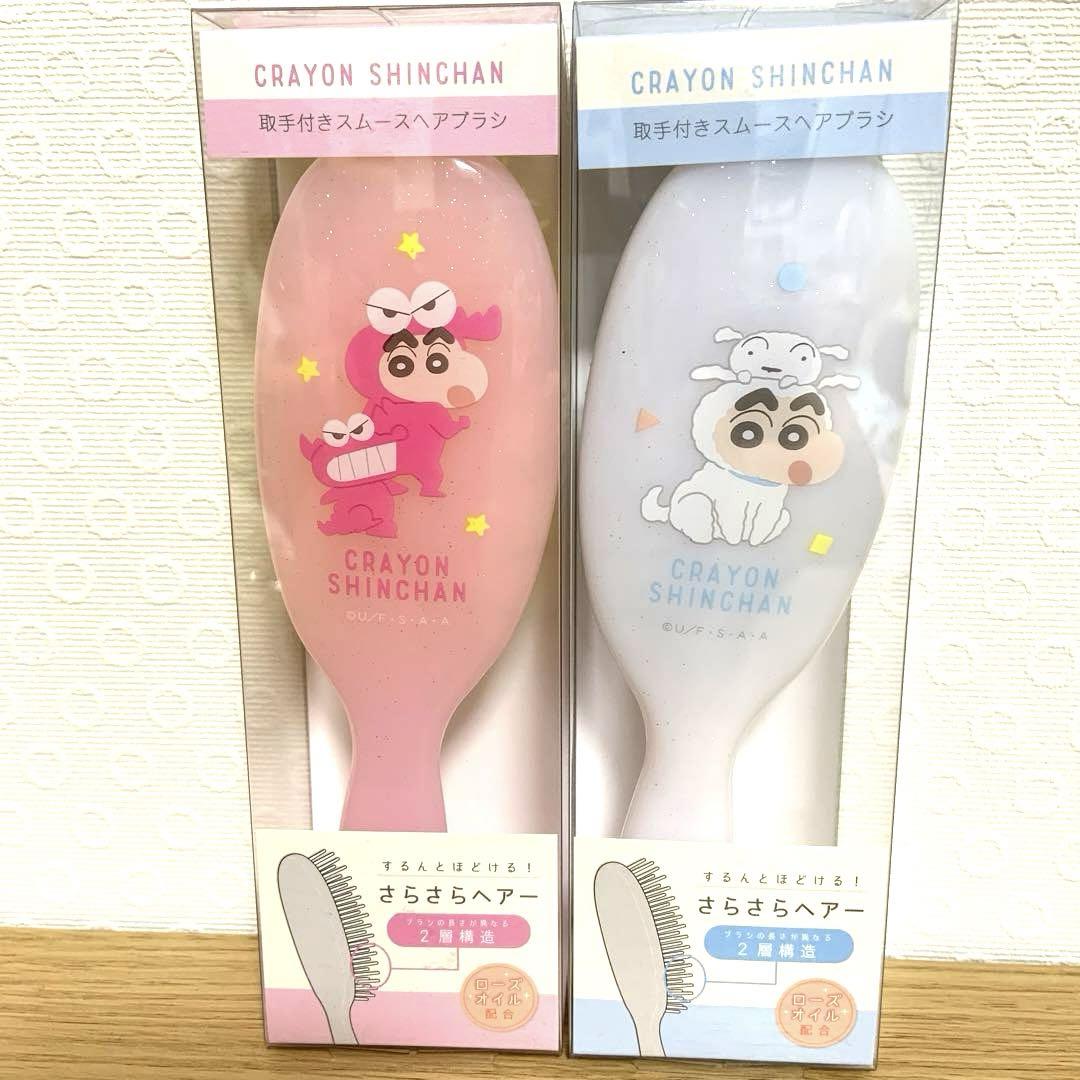 CRAYON SHINCHAN
取手付きスムースヘアブラシ
CRAYON
SHINCHAN
©U/F・S・A・A
するんとほどける！
さらさらヘアー
ブラシの長さが異なる
2層構造
ローズ
オイル
配合
CRAYON SHINCHAN
取手付きスムースヘアブラシ
CRAYON
SHINCHAN
©U/F・S・A・A
するんとほどける！
さらさらヘアー
ブラシの長さが異なる
2層構造
ローズ
オイル
配合